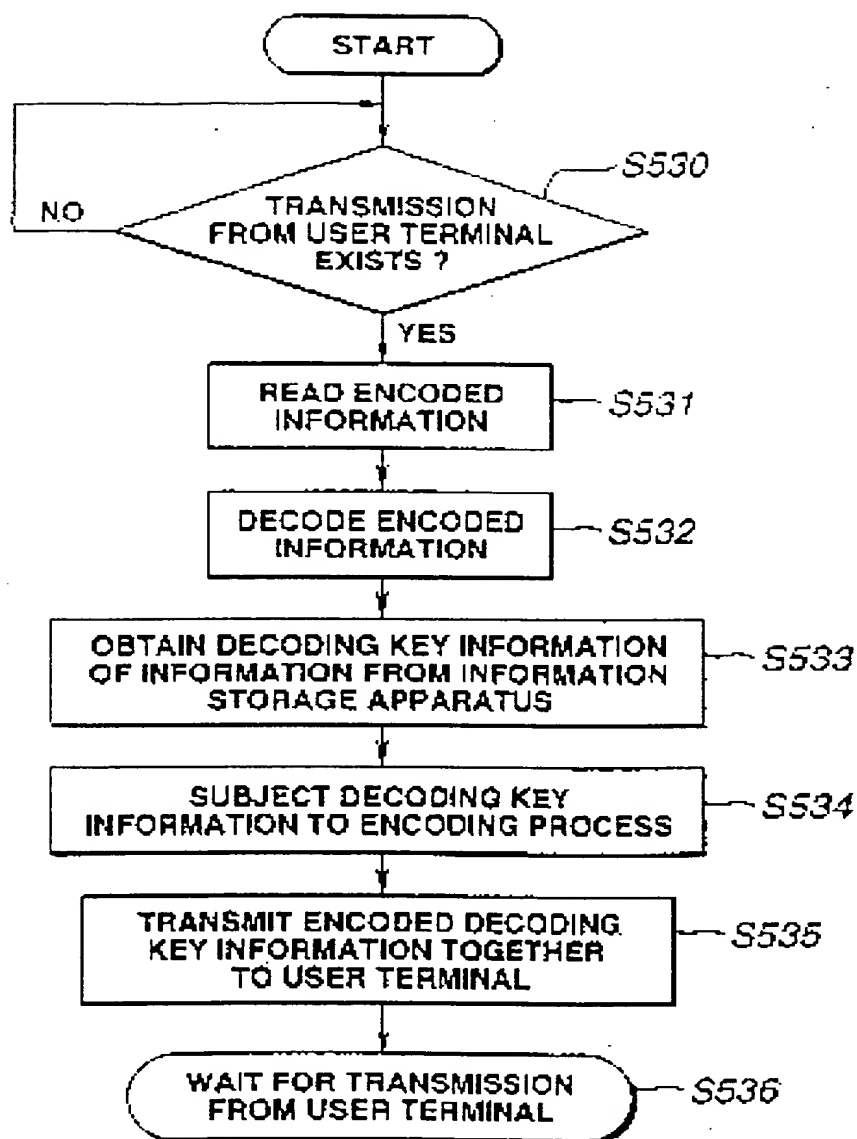 START
S530
NO
TRANSMISSION
FROM USER TERMINAL
EXISTS ?
YES
READ ENCODED
INFORMATION
S531
DECODE ENCODED
INFORMATION
S532
OBTAIN DECODING KEY INFORMATION
OF INFORMATION FROM INFORMATION
STORAGE APPARATUS
S533
SUBJECT DECODING KEY
INFORMATION TO ENCODING PROCESS
S534
TRANSMIT ENCODED DECODING
KEY INFORMATION TOGETHER
TO USER TERMINAL
S535
WAIT FOR TRANSMISSION
FROM USER TERMINAL
S536